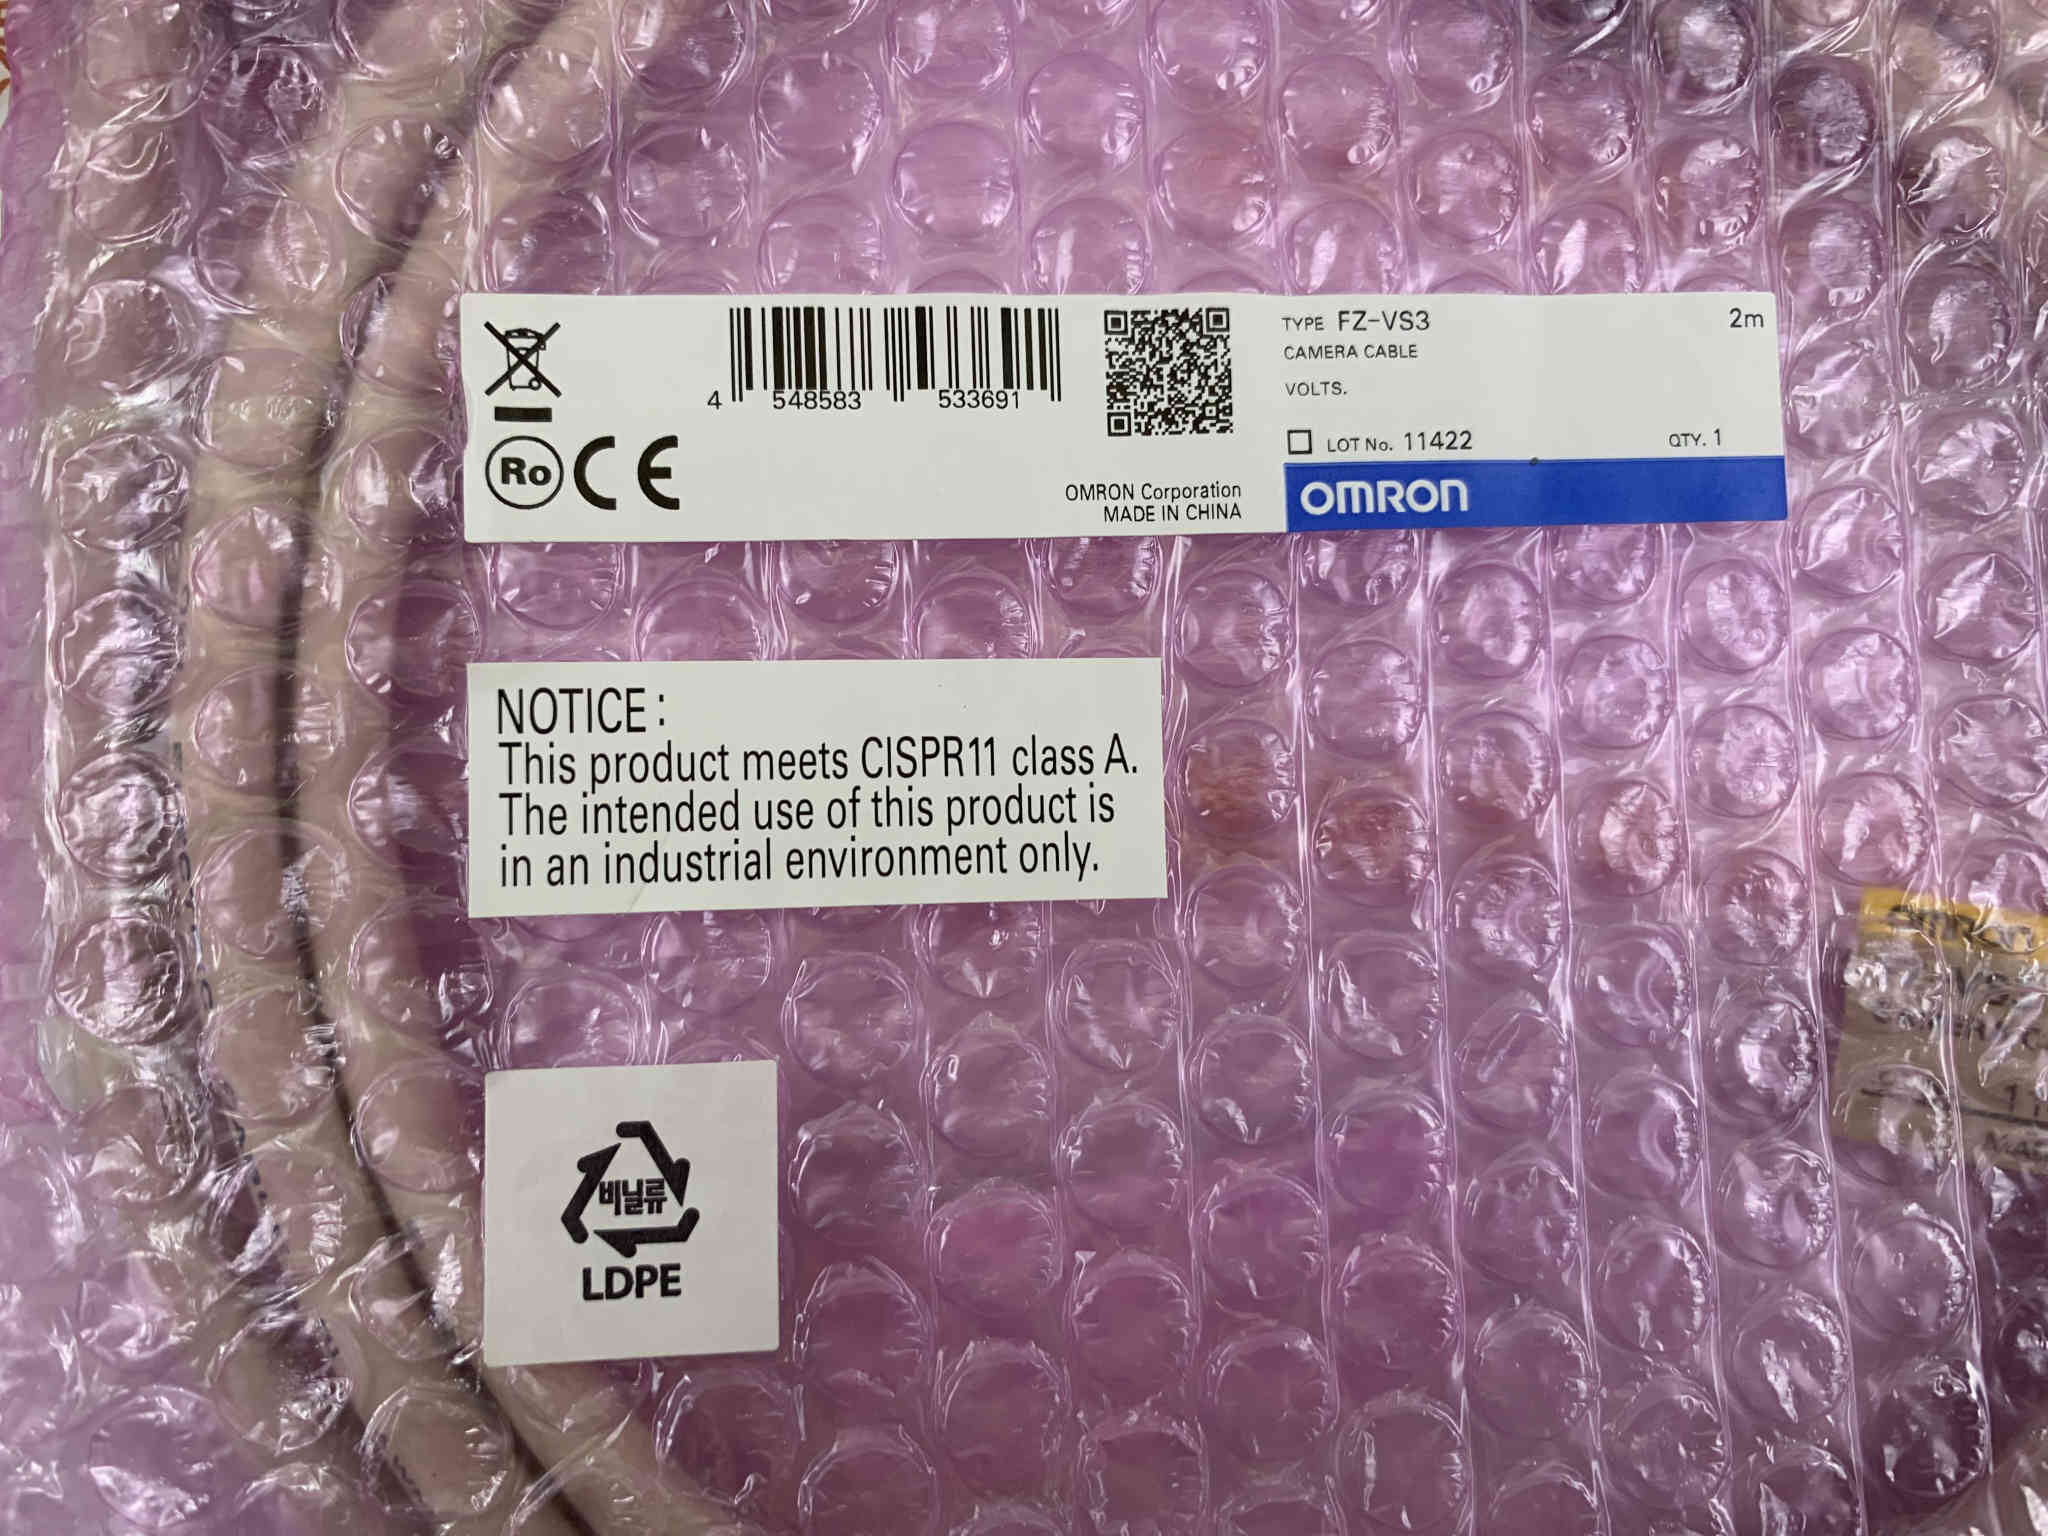 4 548583 533691
TYPE FZ-VS3 2m
CAMERA CABLE
VOLTS.
LOT No. 11422 QTY. 1
Ro CE
OMRON Corporation
MADE IN CHINA
OMRON
NOTICE :
This product meets CISPR11 class A.
The intended use of this product is
in an industrial environment only.
OMRON
비닐류
LDPE